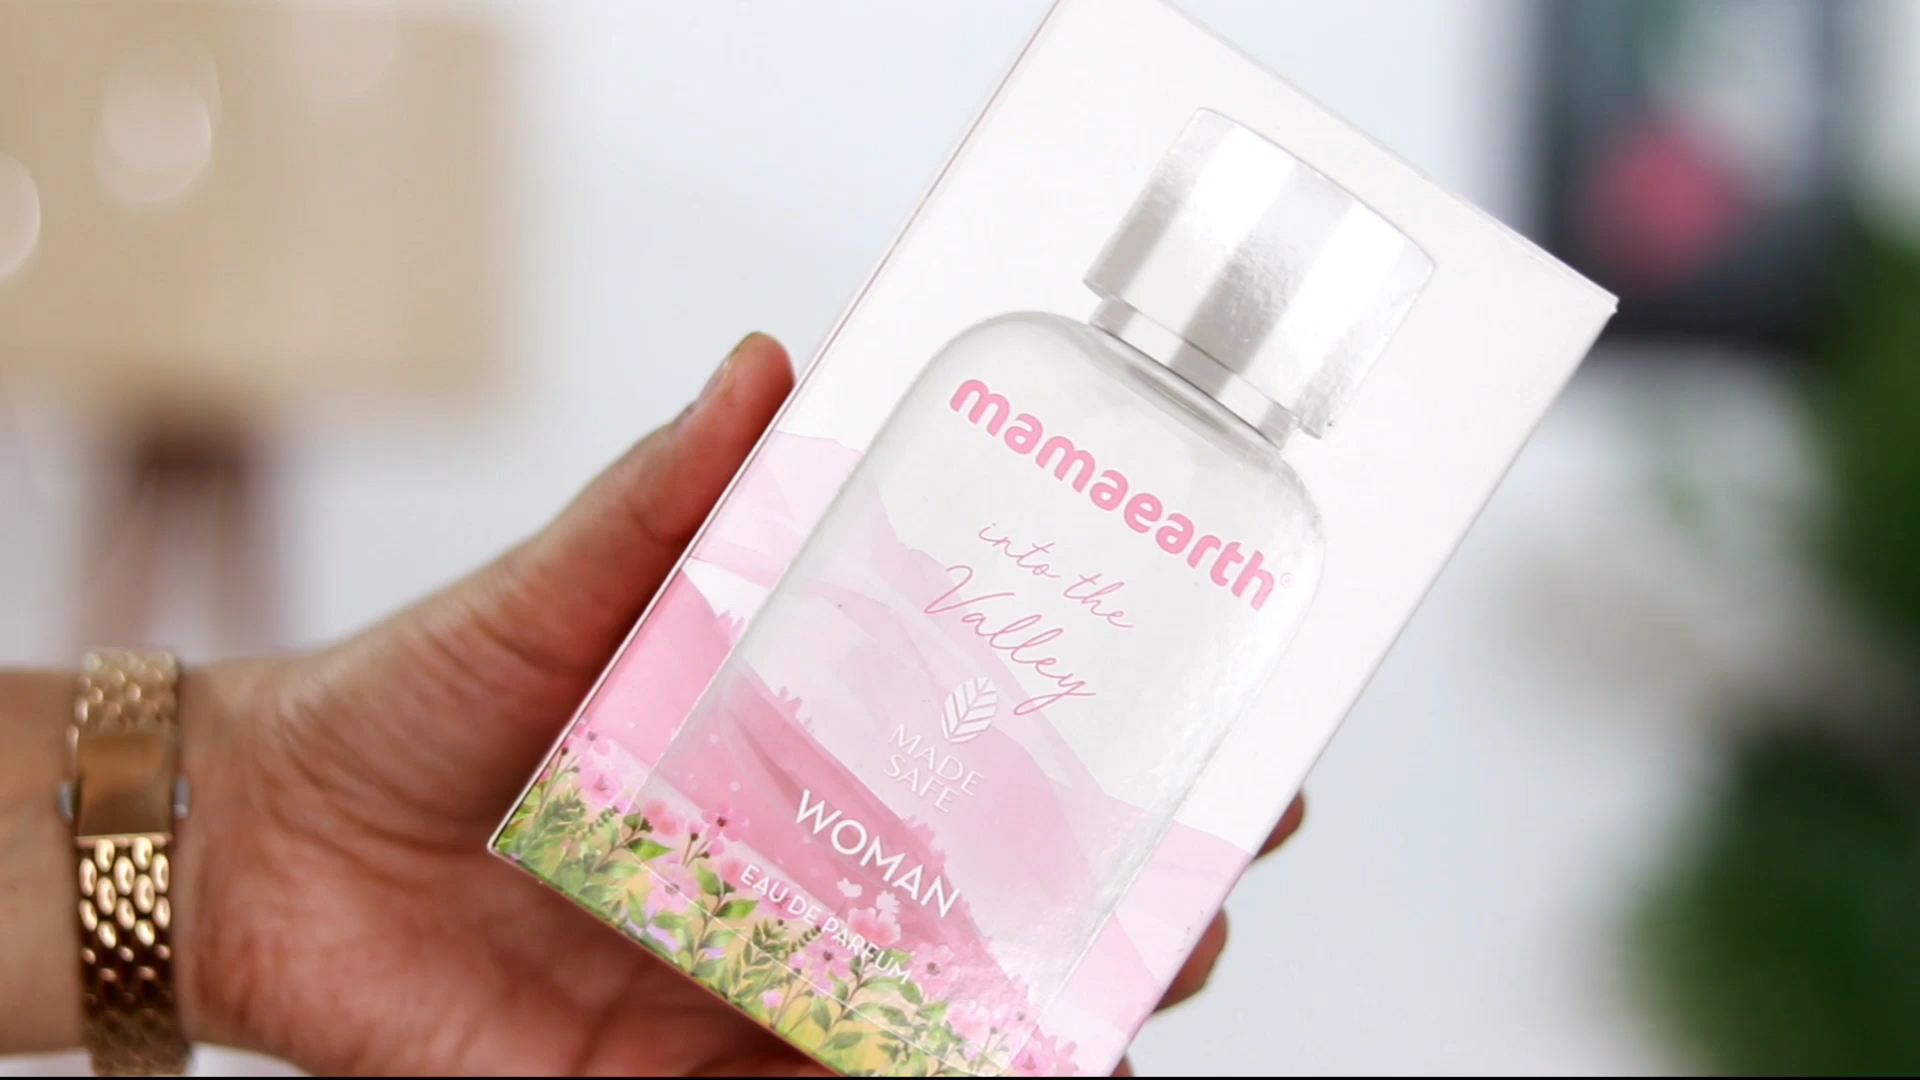 mamaearth®
into the
Valley
MADE
SAFE
WOMAN
EAU DE PARFUM